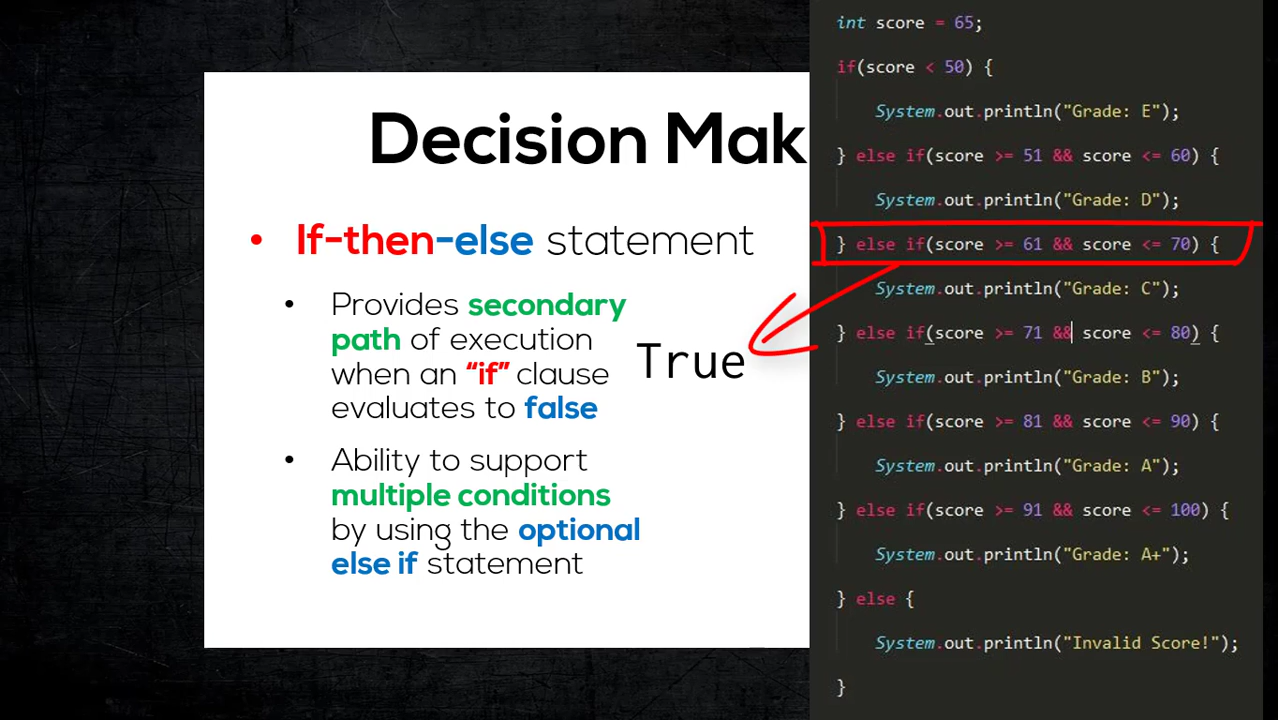 Decision Mak
• If-then-else statement
• Provides secondary
path of execution
when an “if” clause
evaluates to false
• Ability to support
multiple conditions
by using the optional
else if statement
True
int score = 65;
if(score < 50) {
System.out.println("Grade: E");
} else if(score >= 51 && score <= 60) {
System.out.println("Grade: D");
} else if(score >= 61 && score <= 70) {
System.out.println("Grade: C");
} else if(score >= 71 && score <= 80) {
System.out.println("Grade: B");
} else if(score >= 81 && score <= 90) {
System.out.println("Grade: A");
} else if(score >= 91 && score <= 100) {
System.out.println("Grade: A+");
} else {
System.out.println("Invalid Score!");
}